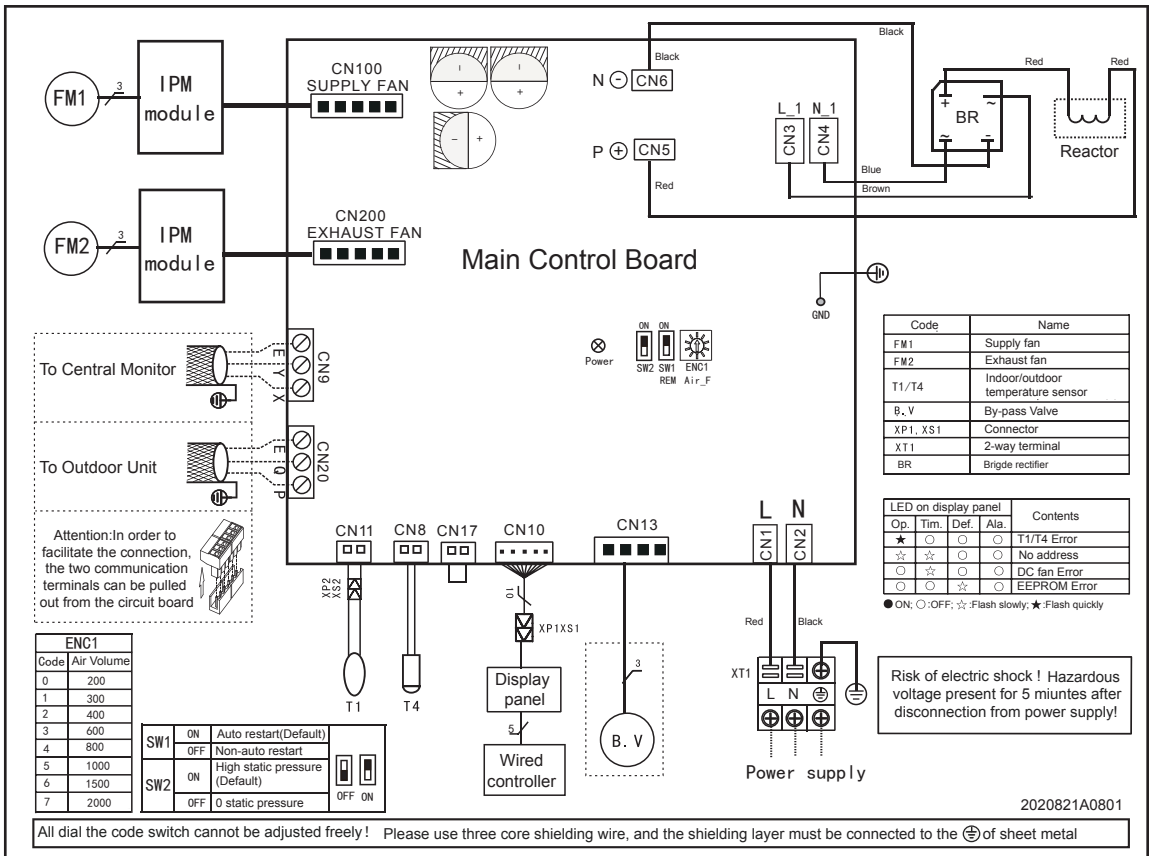 FM1
3
IPM
module
CN100
SUPPLY FAN
FM2
3
IPM
module
CN200
EXHAUST FAN
Main Control Board
N ⊖ CN6
Black
Black
P ⊕ CN5
Red
L_1 N_1
CN3 CN4
Blue
Brown
+ ~
BR
~ -
Red Red
Reactor
GND
Power
ON ON
SW2 SW1 ENC1
REM Air_F
To Central Monitor
E
Y
X
CN9
To Outdoor Unit
E
Q
P
CN20
Attention:In order to
facilitate the connection,
the two communication
terminals can be pulled
out from the circuit board
CN11 CN8 CN17 CN10 CN13
XP2
XS2
T1
T4
10
XP1XS1
Display
panel
5
Wired
controller
3
B.V
L N
CN1 CN2
Red Black
XT1
L N
Power supply
Code Name
FM1 Supply fan
FM2 Exhaust fan
T1/T4 Indoor/outdoor
temperature sensor
B.V By-pass Valve
XP1,XS1 Connector
XT1 2-way terminal
BR Brigde rectifier
LED on display panel Contents
Op. Tim. Def. Ala.
★ ○ ○ ○ T1/T4 Error
☆ ☆ ○ ○ No address
○ ☆ ○ ○ DC fan Error
○ ○ ☆ ○ EEPROM Error
● ON; ○ :OFF; ☆ :Flash slowly; ★ :Flash quickly
Risk of electric shock ! Hazardous
voltage present for 5 miuntes after
disconnection from power supply!
ENC1
Code Air Volume
0 200
1 300
2 400
3 600
4 800
5 1000
6 1500
7 2000
SW1 ON Auto restart(Default)
OFF Non-auto restart
SW2 ON High static pressure
(Default)
OFF 0 static pressure
OFF ON
2020821A0801
All dial the code switch cannot be adjusted freely ! Please use three core shielding wire, and the shielding layer must be connected to the ⏚ of sheet metal